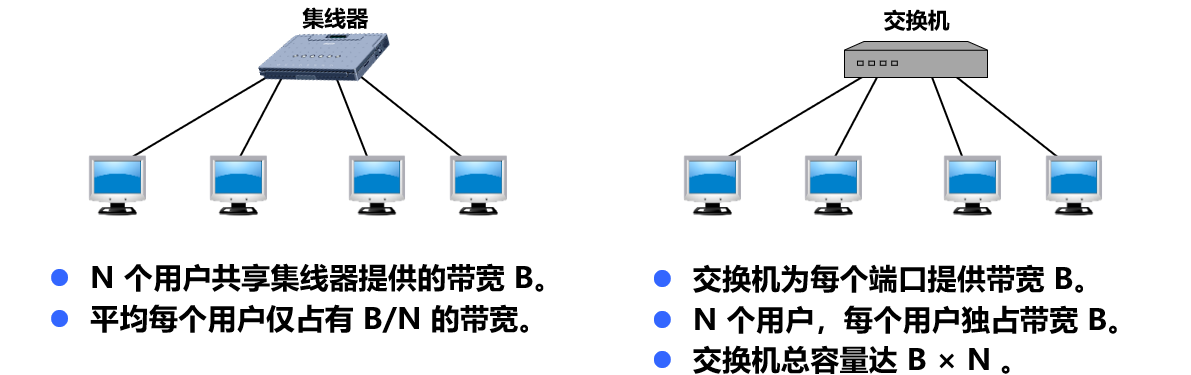 集线器
N 个用户共享集线器提供的带宽 B。
平均每个用户仅占有 B/N 的带宽。
交换机
交换机为每个端口提供带宽 B。
N 个用户，每个用户独占带宽 B。
交换机总容量达 B × N 。